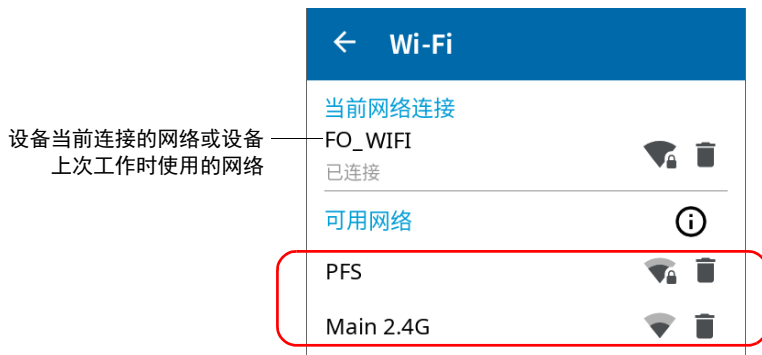 Wi-Fi
当前网络连接
设备当前连接的网络或设备
上次工作时使用的网络
FO_WIFI
已连接
可用网络
PFS
Main 2.4G